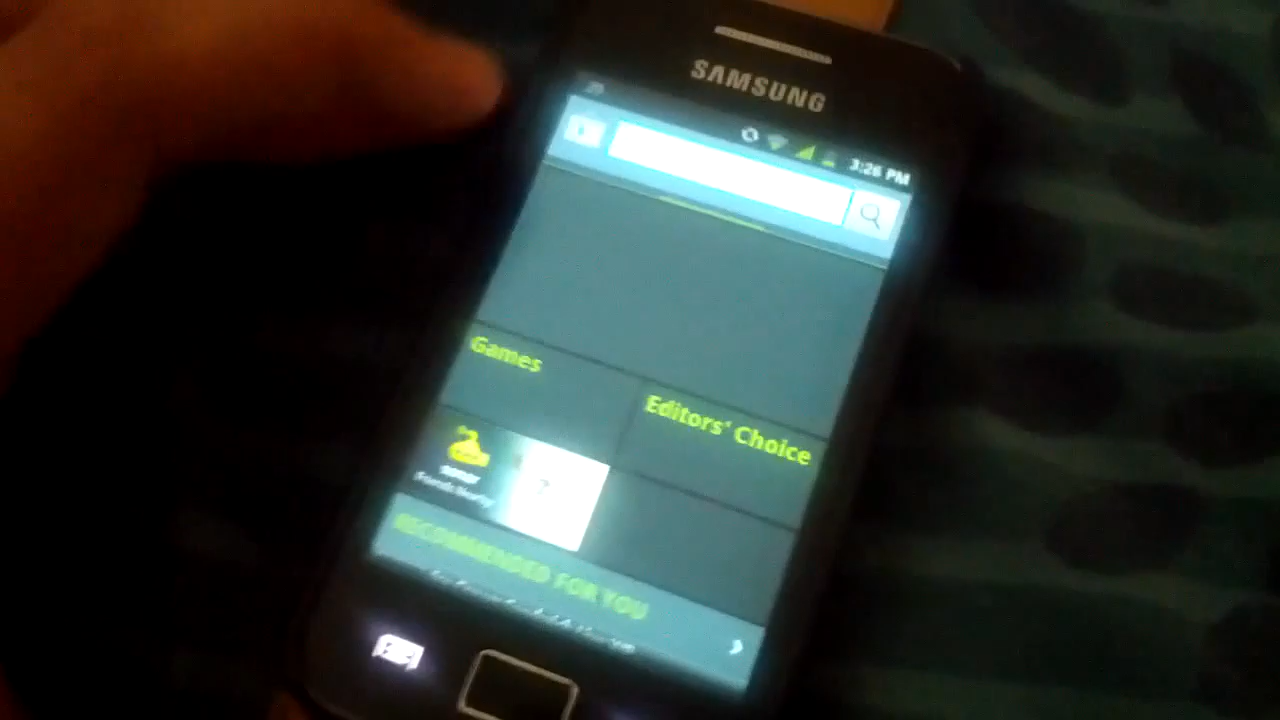 SAMSUNG
3:26 PM
Games
Editors' Choice
RECOMMENDED FOR YOU